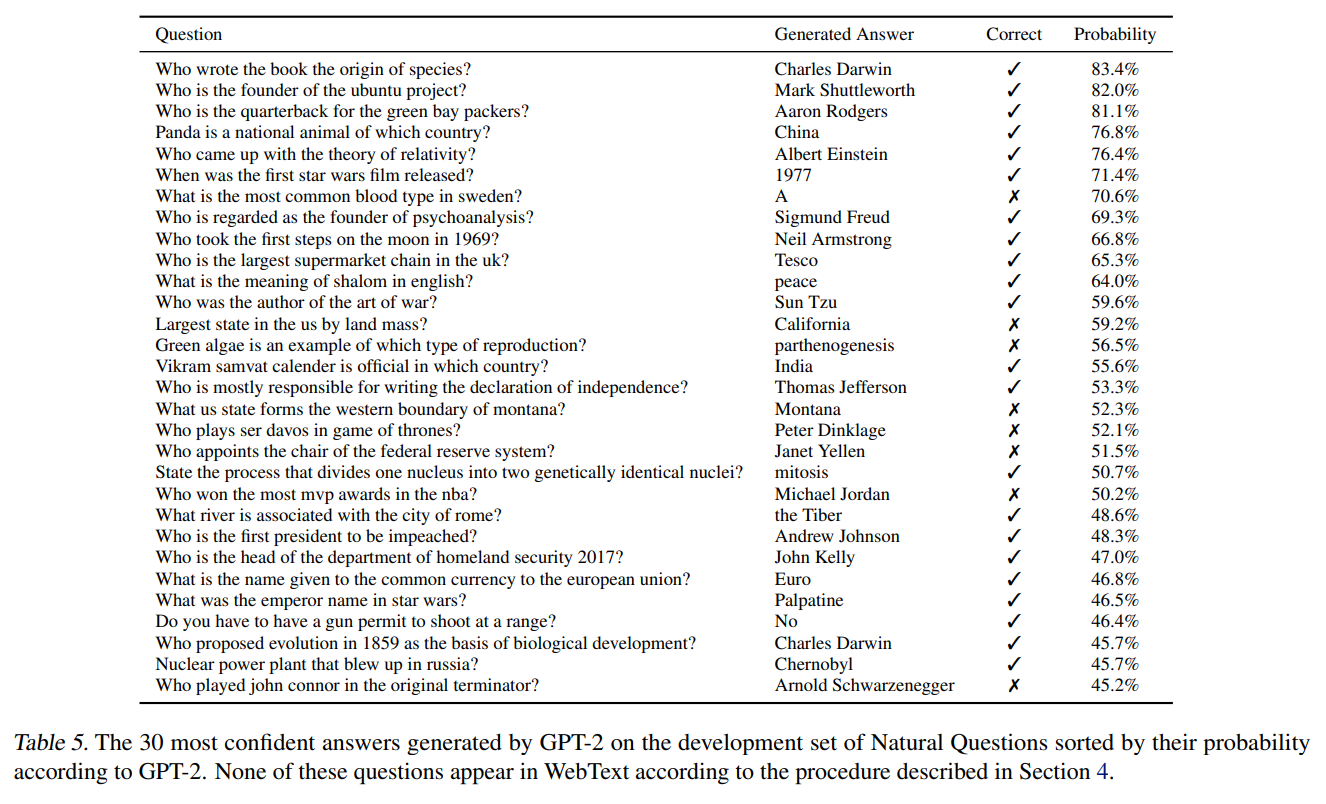 Question Generated Answer Correct Probability
Who wrote the book the origin of species? Charles Darwin ✓ 83.4%
Who is the founder of the ubuntu project? Mark Shuttleworth ✓ 82.0%
Who is the quarterback for the green bay packers? Aaron Rodgers ✓ 81.1%
Panda is a national animal of which country? China ✓ 76.8%
Who came up with the theory of relativity? Albert Einstein ✓ 76.4%
When was the first star wars film released? 1977 ✓ 71.4%
What is the most common blood type in sweden? A ✗ 70.6%
Who is regarded as the founder of psychoanalysis? Sigmund Freud ✓ 69.3%
Who took the first steps on the moon in 1969? Neil Armstrong ✓ 66.8%
Who is the largest supermarket chain in the uk? Tesco ✓ 65.3%
What is the meaning of shalom in english? peace ✓ 64.0%
Who was the author of the art of war? Sun Tzu ✓ 59.6%
Largest state in the us by land mass? California ✗ 59.2%
Green algae is an example of which type of reproduction? parthenogenesis ✗ 56.5%
Vikram samvat calender is official in which country? India ✓ 55.6%
Who is mostly responsible for writing the declaration of independence? Thomas Jefferson ✓ 53.3%
What us state forms the western boundary of montana? Montana ✗ 52.3%
Who plays ser davos in game of thrones? Peter Dinklage ✗ 52.1%
Who appoints the chair of the federal reserve system? Janet Yellen ✗ 51.5%
State the process that divides one nucleus into two genetically identical nuclei? mitosis ✓ 50.7%
Who won the most mvp awards in the nba? Michael Jordan ✗ 50.2%
What river is associated with the city of rome? the Tiber ✓ 48.6%
Who is the first president to be impeached? Andrew Johnson ✓ 48.3%
Who is the head of the department of homeland security 2017? John Kelly ✓ 47.0%
What is the name given to the common currency to the european union? Euro ✓ 46.8%
What was the emperor name in star wars? Palpatine ✓ 46.5%
Do you have to have a gun permit to shoot at a range? No ✓ 46.4%
Who proposed evolution in 1859 as the basis of biological development? Charles Darwin ✓ 45.7%
Nuclear power plant that blew up in russia? Chernobyl ✓ 45.7%
Who played john connor in the original terminator? Arnold Schwarzenegger ✗ 45.2%
Table 5. The 30 most confident answers generated by GPT-2 on the development set of Natural Questions sorted by their probability
according to GPT-2. None of these questions appear in WebText according to the procedure described in Section 4.